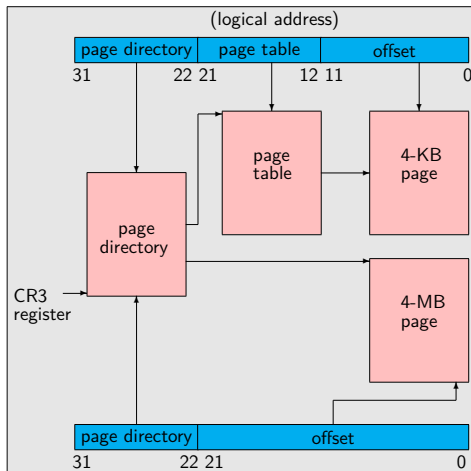 (logical address)
page directory page table offset
31 22 21 12 11 0
page
table
4-KB
page
page
directory
CR3
register
4-MB
page
page directory offset
31 22 21 0